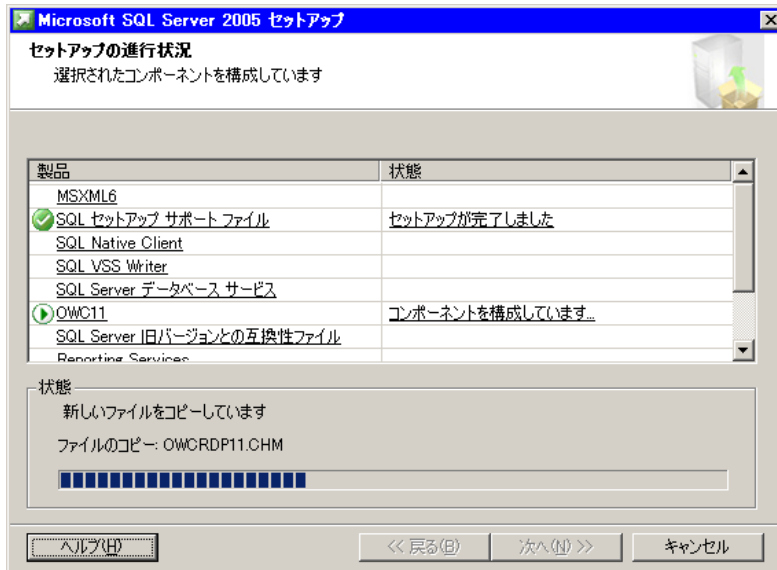 Microsoft SQL Server 2005 セットアップ
セットアップの進行状況
選択されたコンポーネントを構成しています
製品 状態
MSXML6
SQL セットアップ サポート ファイル セットアップが完了しました
SQL Native Client
SQL VSS Writer
SQL Server データベース サービス
OWC11 コンポーネントを構成しています...
SQL Server 旧バージョンとの互換性ファイル
Reporting Services
状態
新しいファイルをコピーしています
ファイルのコピー: OWCRDP11.CHM
ヘルプ(H) << 戻る(B) 次へ(N) >> キャンセル